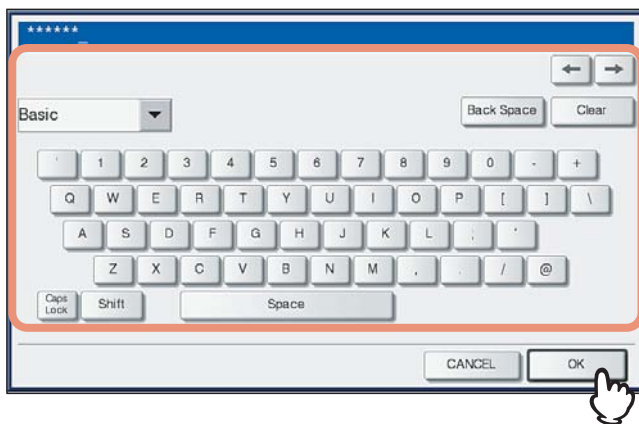 ******_
← →
Basic Back Space Clear
` 1 2 3 4 5 6 7 8 9 0 - +
Q W E R T Y U I O P [ ] \
A S D F G H J K L ; '
Z X C V B N M , . / @
Caps Lock Shift Space
CANCEL OK